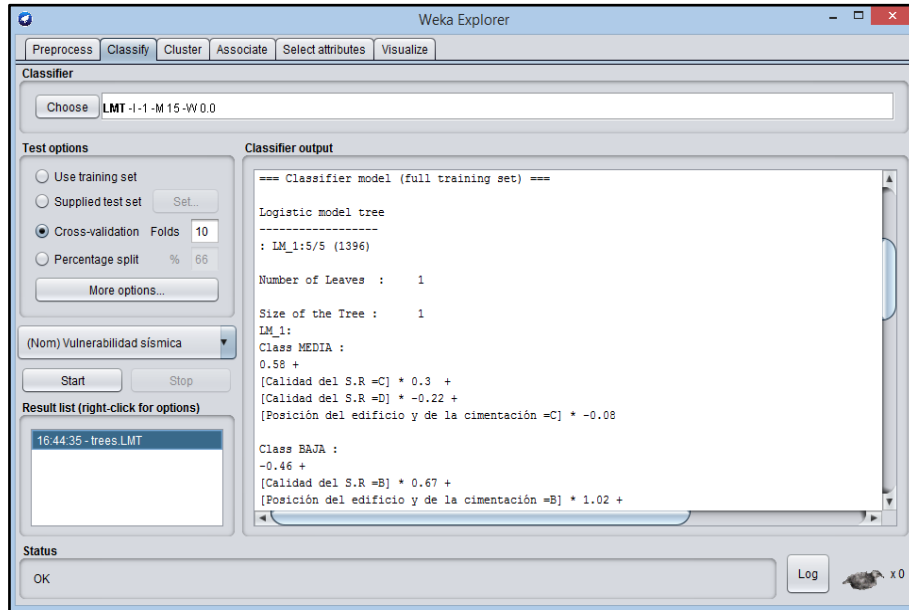 Weka Explorer
Preprocess Classify Cluster Associate Select attributes Visualize
Classifier
Choose LMT -I -1 -M 15 -W 0.0
Test options
Use training set
Supplied test set Set...
Cross-validation Folds 10
Percentage split % 66
More options...
(Nom) Vulnerabilidad sísmica
Start Stop
Result list (right-click for options)
16:44:35 - trees.LMT
Classifier output
=== Classifier model (full training set) ===
Logistic model tree
------------------
: LM_1:5/5 (1396)
Number of Leaves : 1
Size of the Tree : 1
LM_1:
Class MEDIA :
0.58 +
[Calidad del S.R =C] * 0.3 +
[Calidad del S.R =D] * -0.22 +
[Posición del edificio y de la cimentación =C] * -0.08
Class BAJA :
-0.46 +
[Calidad del S.R =B] * 0.67 +
[Posición del edificio y de la cimentación =B] * 1.02 +
Status
OK
Log
x 0